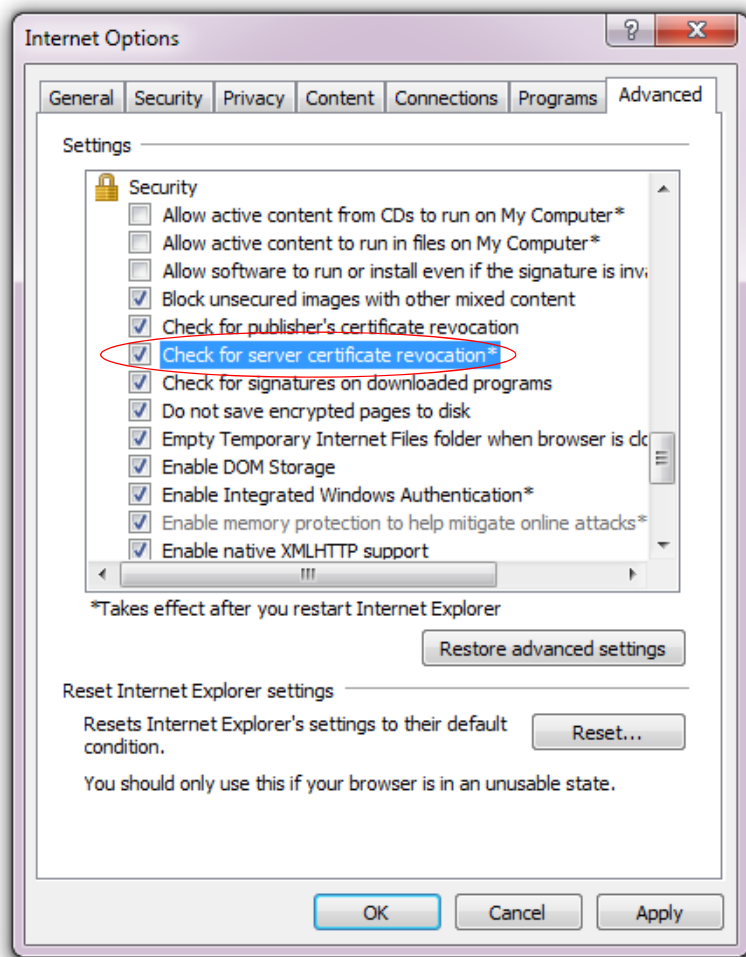 Internet Options
General Security Privacy Content Connections Programs Advanced
Settings
Security
Allow active content from CDs to run on My Computer*
Allow active content to run in files on My Computer*
Allow software to run or install even if the signature is inva
Block unsecured images with other mixed content
Check for publisher's certificate revocation
Check for server certificate revocation*
Check for signatures on downloaded programs
Do not save encrypted pages to disk
Empty Temporary Internet Files folder when browser is clo
Enable DOM Storage
Enable Integrated Windows Authentication*
Enable memory protection to help mitigate online attacks*
Enable native XMLHTTP support
*Takes effect after you restart Internet Explorer
Restore advanced settings
Reset Internet Explorer settings
Resets Internet Explorer's settings to their default
condition.
Reset...
You should only use this if your browser is in an unusable state.
OK Cancel Apply